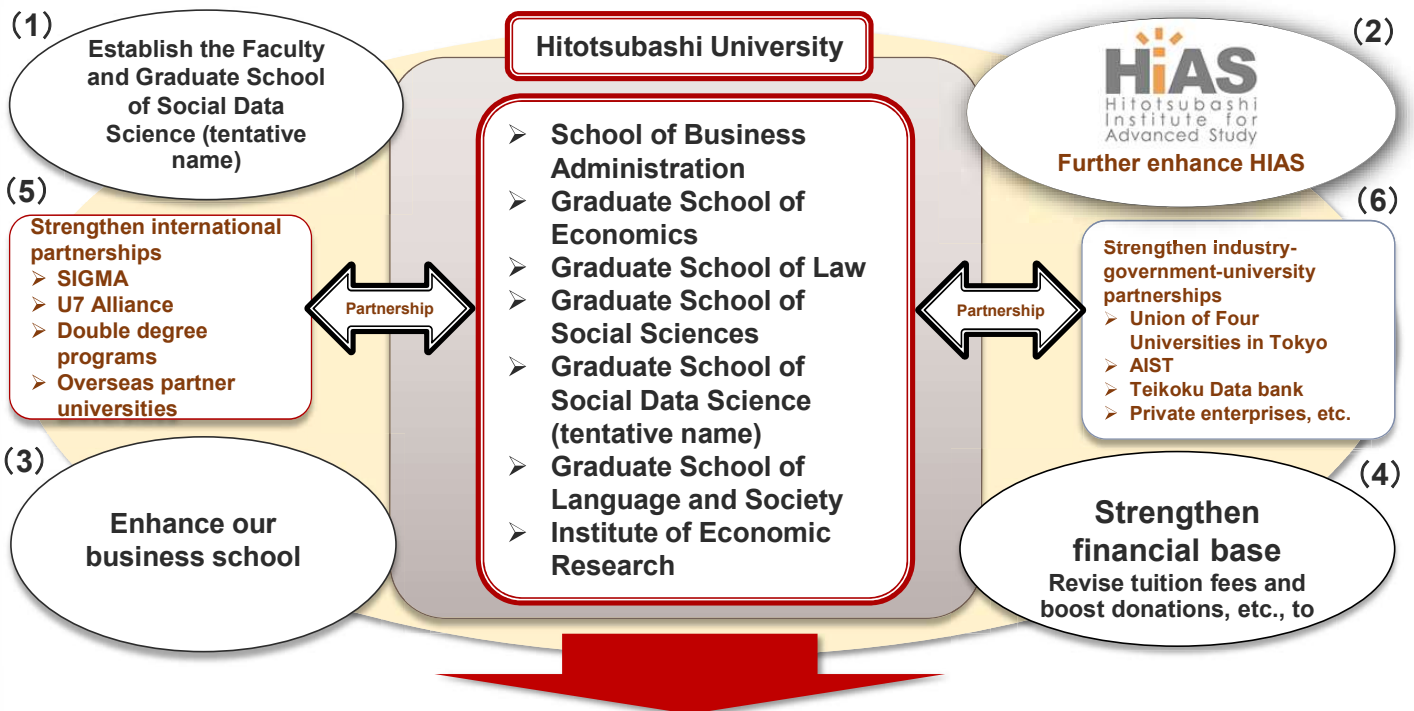 (1)
Establish the Faculty
and Graduate School
of Social Data
Science (tentative
name)
Hitotsubashi University
(2)
HiAS
Hitotsubashi
Institute for
Advanced Study
Further enhance HIAS
(5)
Strengthen international
partnerships
➢ SIGMA
➢ U7 Alliance
➢ Double degree
programs
➢ Overseas partner
universities
Partnership
➢ School of Business
Administration
➢ Graduate School of
Economics
➢ Graduate School of Law
➢ Graduate School of
Social Sciences
➢ Graduate School of
Social Data Science
(tentative name)
➢ Graduate School of
Language and Society
➢ Institute of Economic
Research
Partnership
(6)
Strengthen industry-
government-university
partnerships
➢ Union of Four
Universities in Tokyo
➢ AIST
➢ Teikoku Data bank
➢ Private enterprises, etc.
(3)
Enhance our
business school
(4)
Strengthen
financial base
Revise tuition fees and
boost donations, etc., to